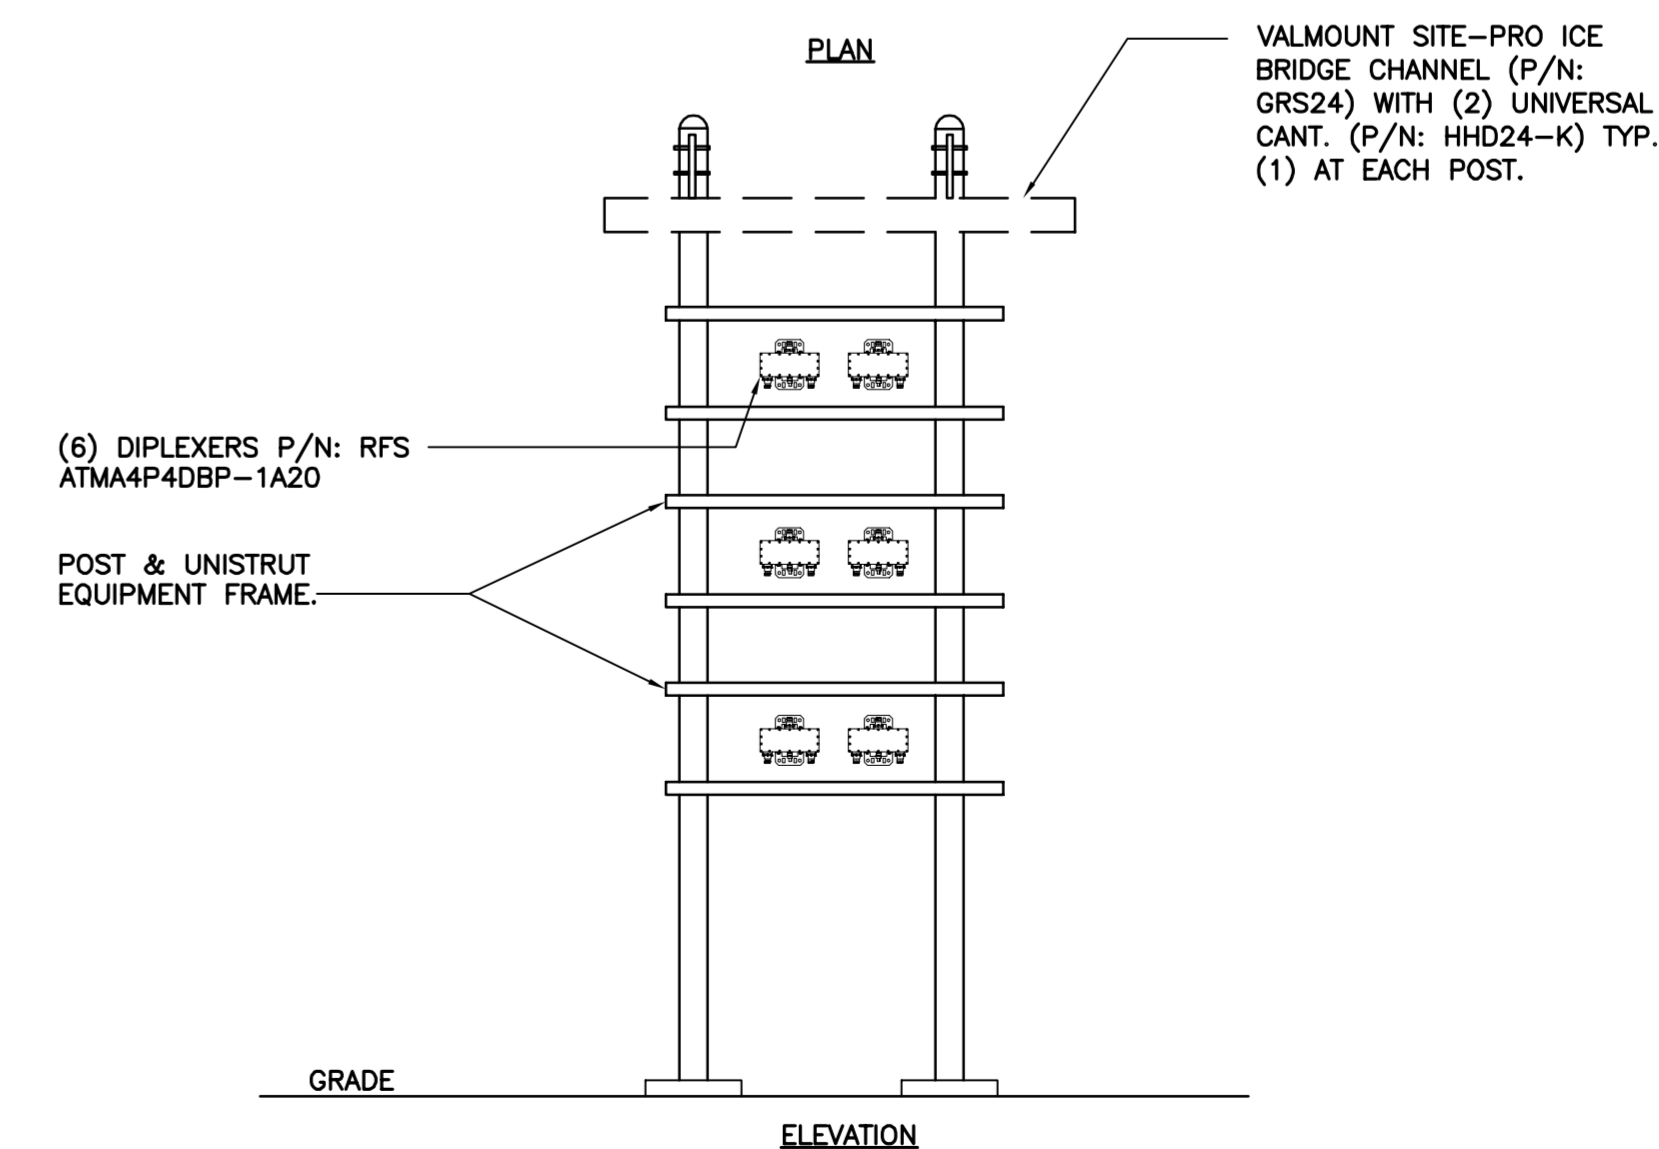 PLAN
VALMOUNT SITE-PRO ICE
BRIDGE CHANNEL (P/N:
GRS24) WITH (2) UNIVERSAL
CANT. (P/N: HHD24-K) TYP.
(1) AT EACH POST.
(6) DIPLEXERS P/N: RFS
ATMA4P4DBP-1A20
POST & UNISTRUT
EQUIPMENT FRAME.
GRADE
ELEVATION